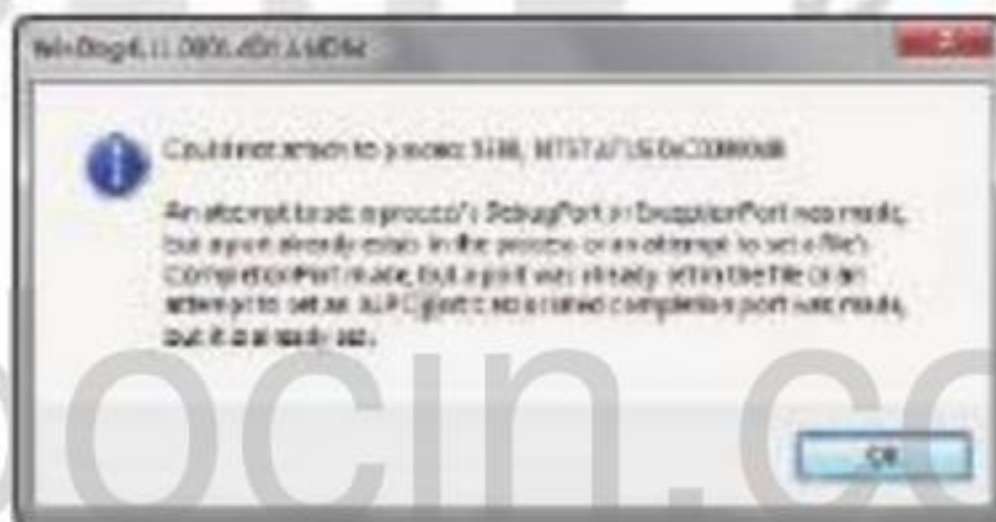 Could not attach to process
An attempt to set a process's DebugPort or ExceptionPort was made,
but a port already exists in the process or an attempt to set a file's
CompletionPort made, but a port was already set in the file or an
attempt to set an ALPC port's associated completion port was made,
but it is already set.
OK
ocin.co